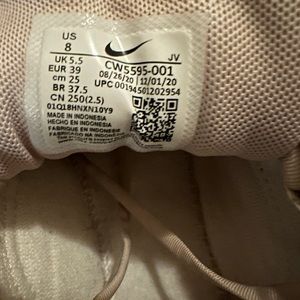 US
8
JV
UK 5.5
CW5595-001
EUR 39
08/26/20 12/01/20
cm 25
UPC 00194501202954
BR 37.5
CN 250(2.5)
01Q18HNXN10Y9
MADE IN INDONESIA
HECHO EN INDONESIA
FABRIQUE EN INDONESIE
FABRICADO NA INDONESIA